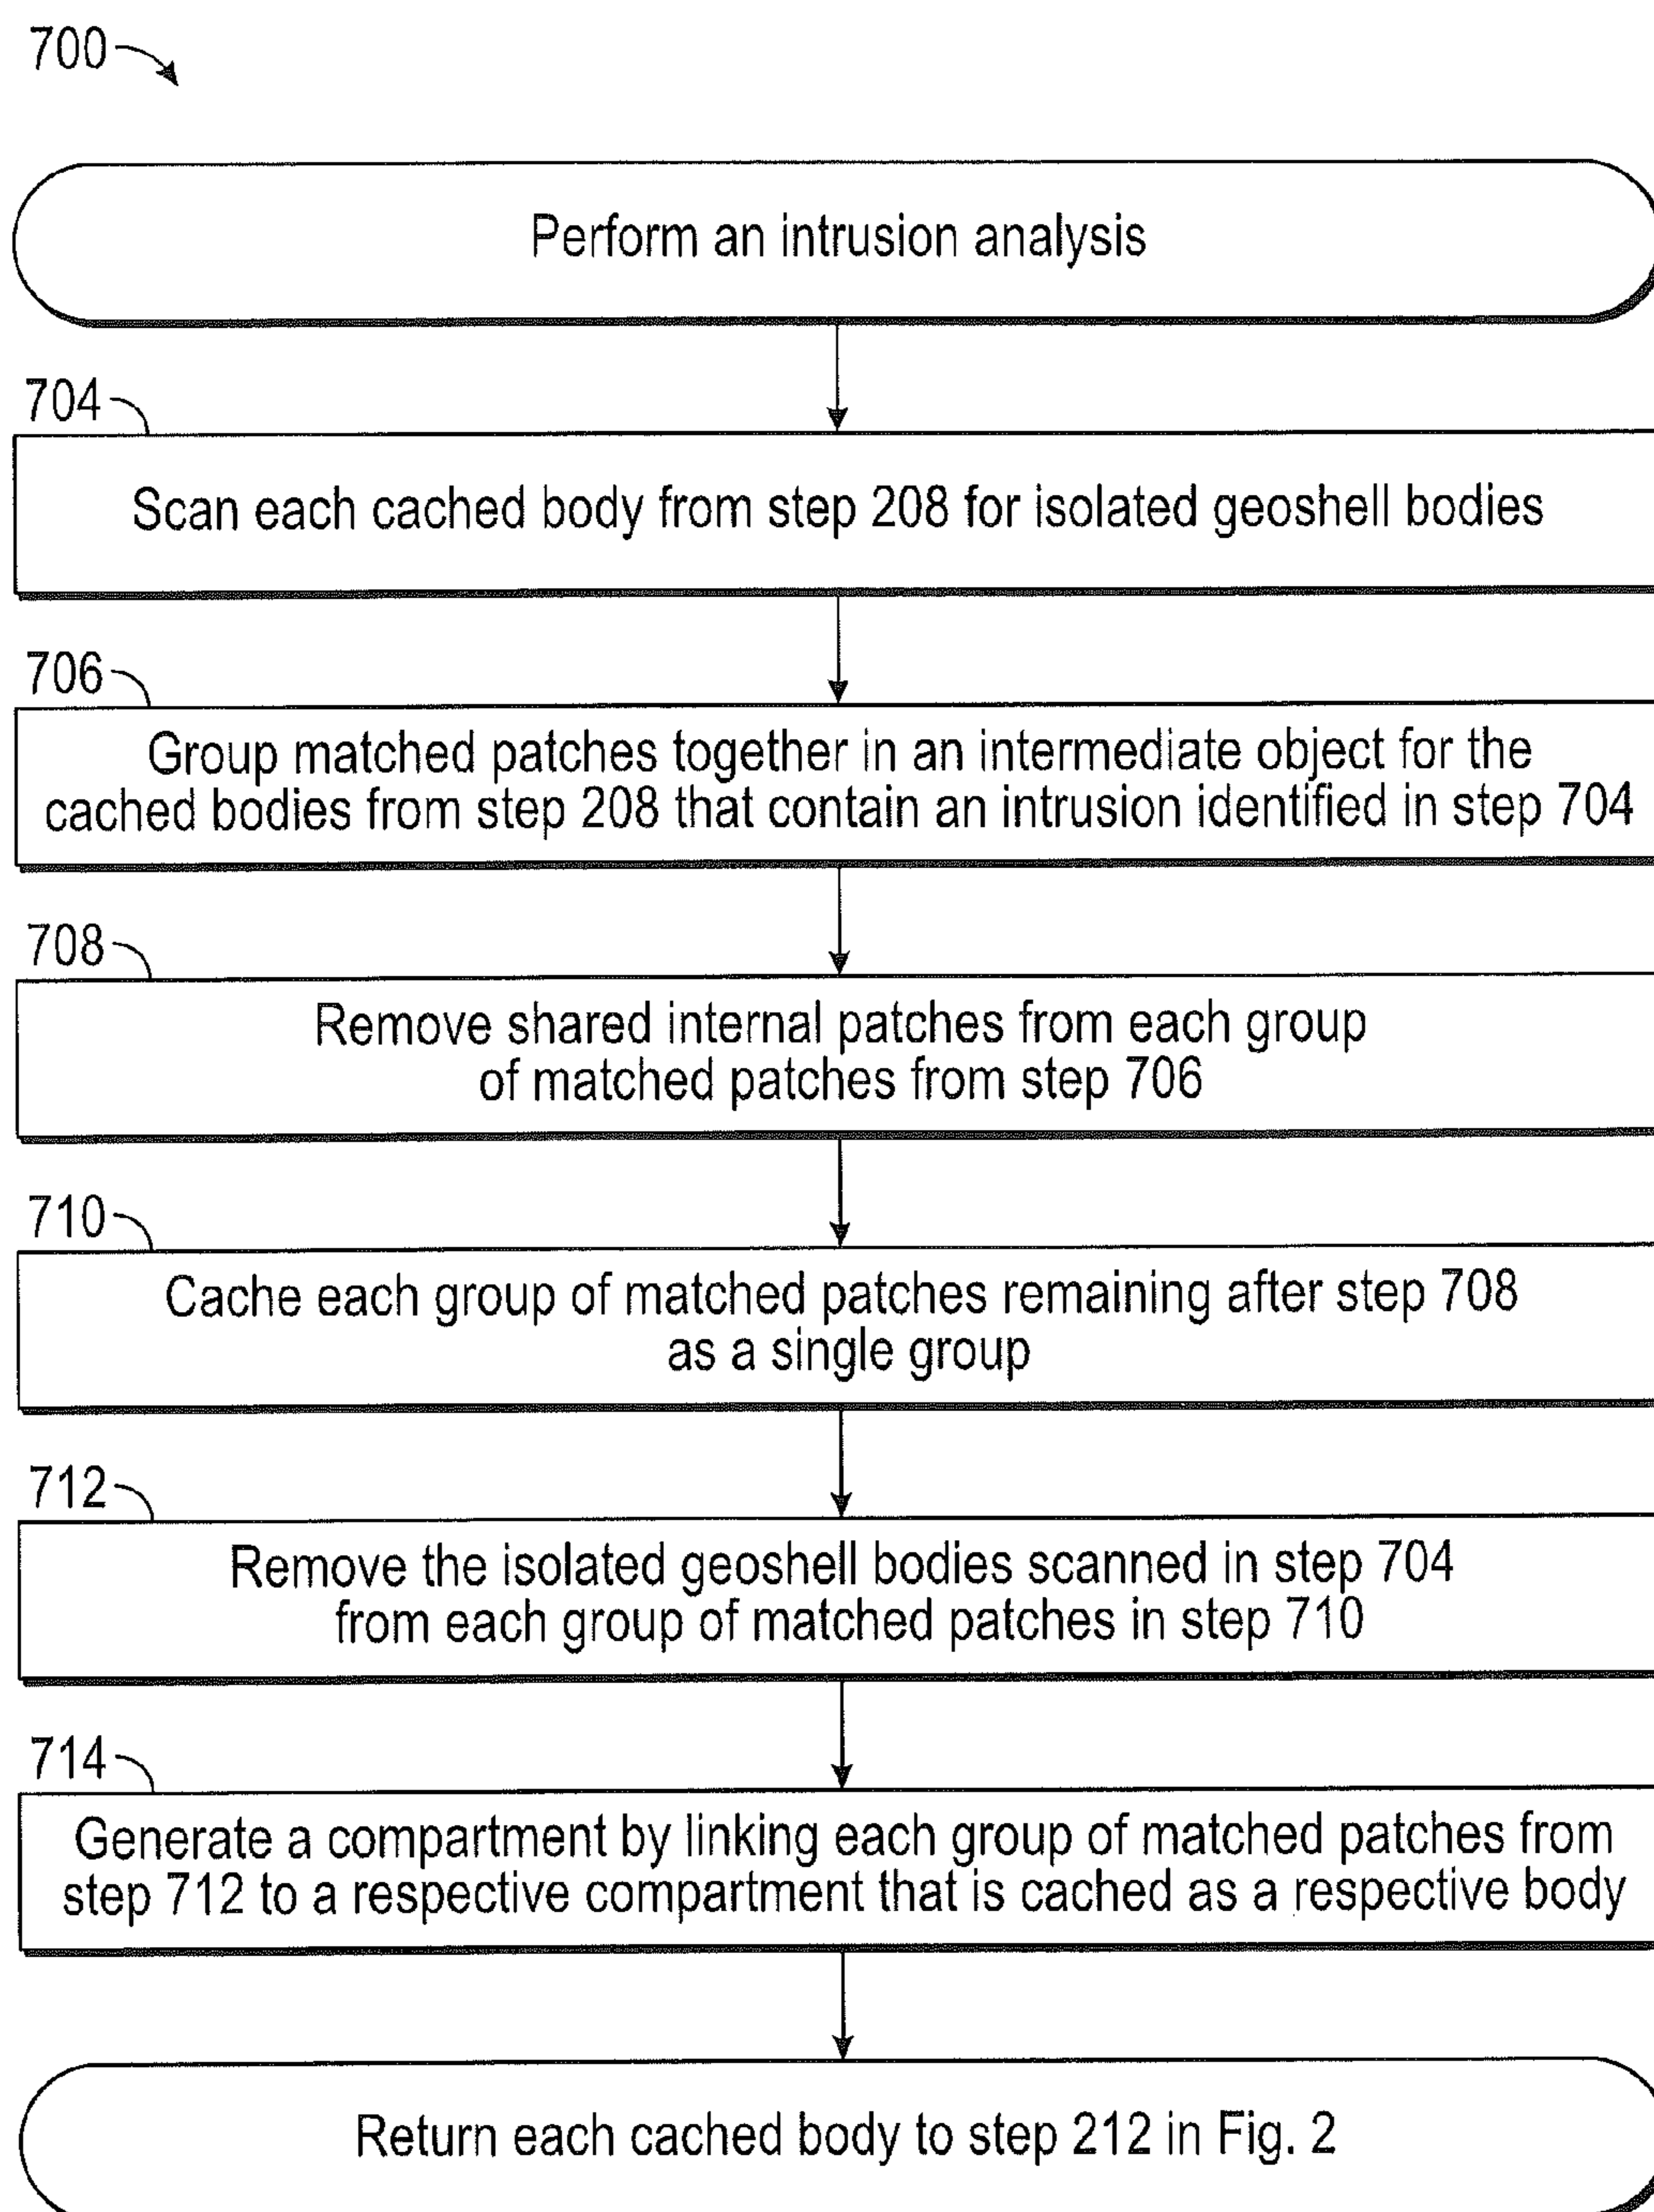 700
Perform an intrusion analysis
704
Scan each cached body from step 208 for isolated geoshell bodies
706
Group matched patches together in an intermediate object for the
cached bodies from step 208 that contain an intrusion identified in step 704
708
Remove shared internal patches from each group
of matched patches from step 706
710
Cache each group of matched patches remaining after step 708
as a single group
712
Remove the isolated geoshell bodies scanned in step 704
from each group of matched patches in step 710
714
Generate a compartment by linking each group of matched patches from
step 712 to a respective compartment that is cached as a respective body
Return each cached body to step 212 in Fig. 2